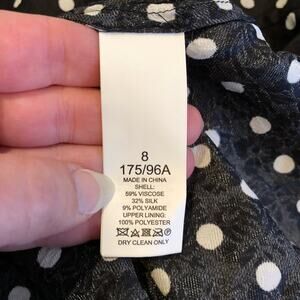 8
175/96A
MADE IN CHINA
SHELL:
59% VISCOSE
32% SILK
9% POLYAMIDE
UPPER LINING:
100% POLYESTER
DRY CLEAN ONLY